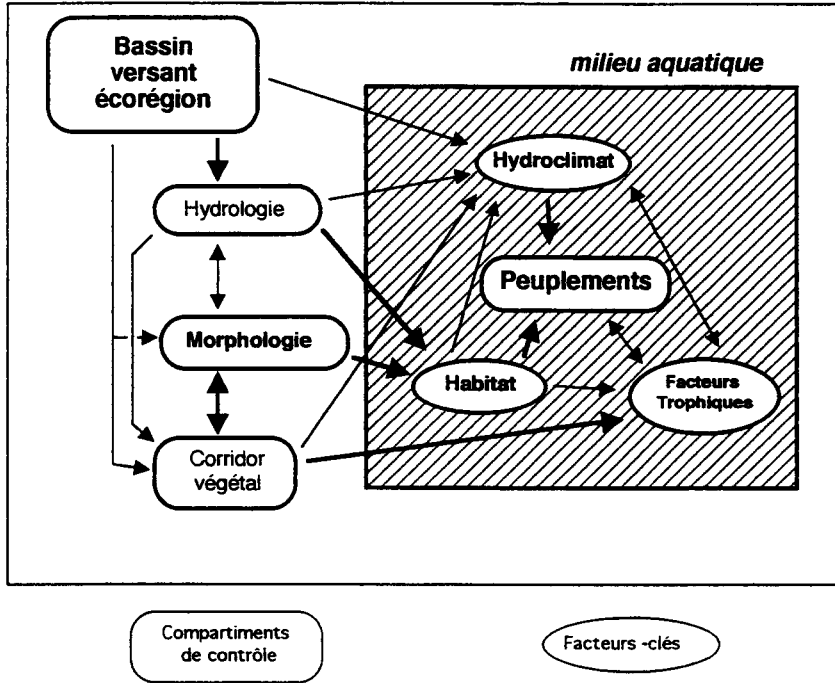 Bassin
versant
écorégion
milieu aquatique
Hydroclimat
Hydrologie
Peuplements
Morphologie
Habitat
Facteurs
Trophiques
Corridor
végétal
Compartiments
de contrôle
Facteurs -clés